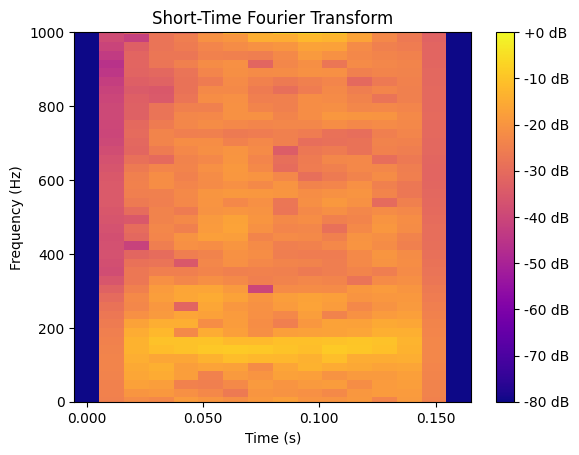 Short-Time Fourier Transform
1000
800
600
400
200
0
Frequency (Hz)
0.000
0.050
0.100
0.150
Time (s)
+0 dB
-10 dB
-20 dB
-30 dB
-40 dB
-50 dB
-60 dB
-70 dB
-80 dB